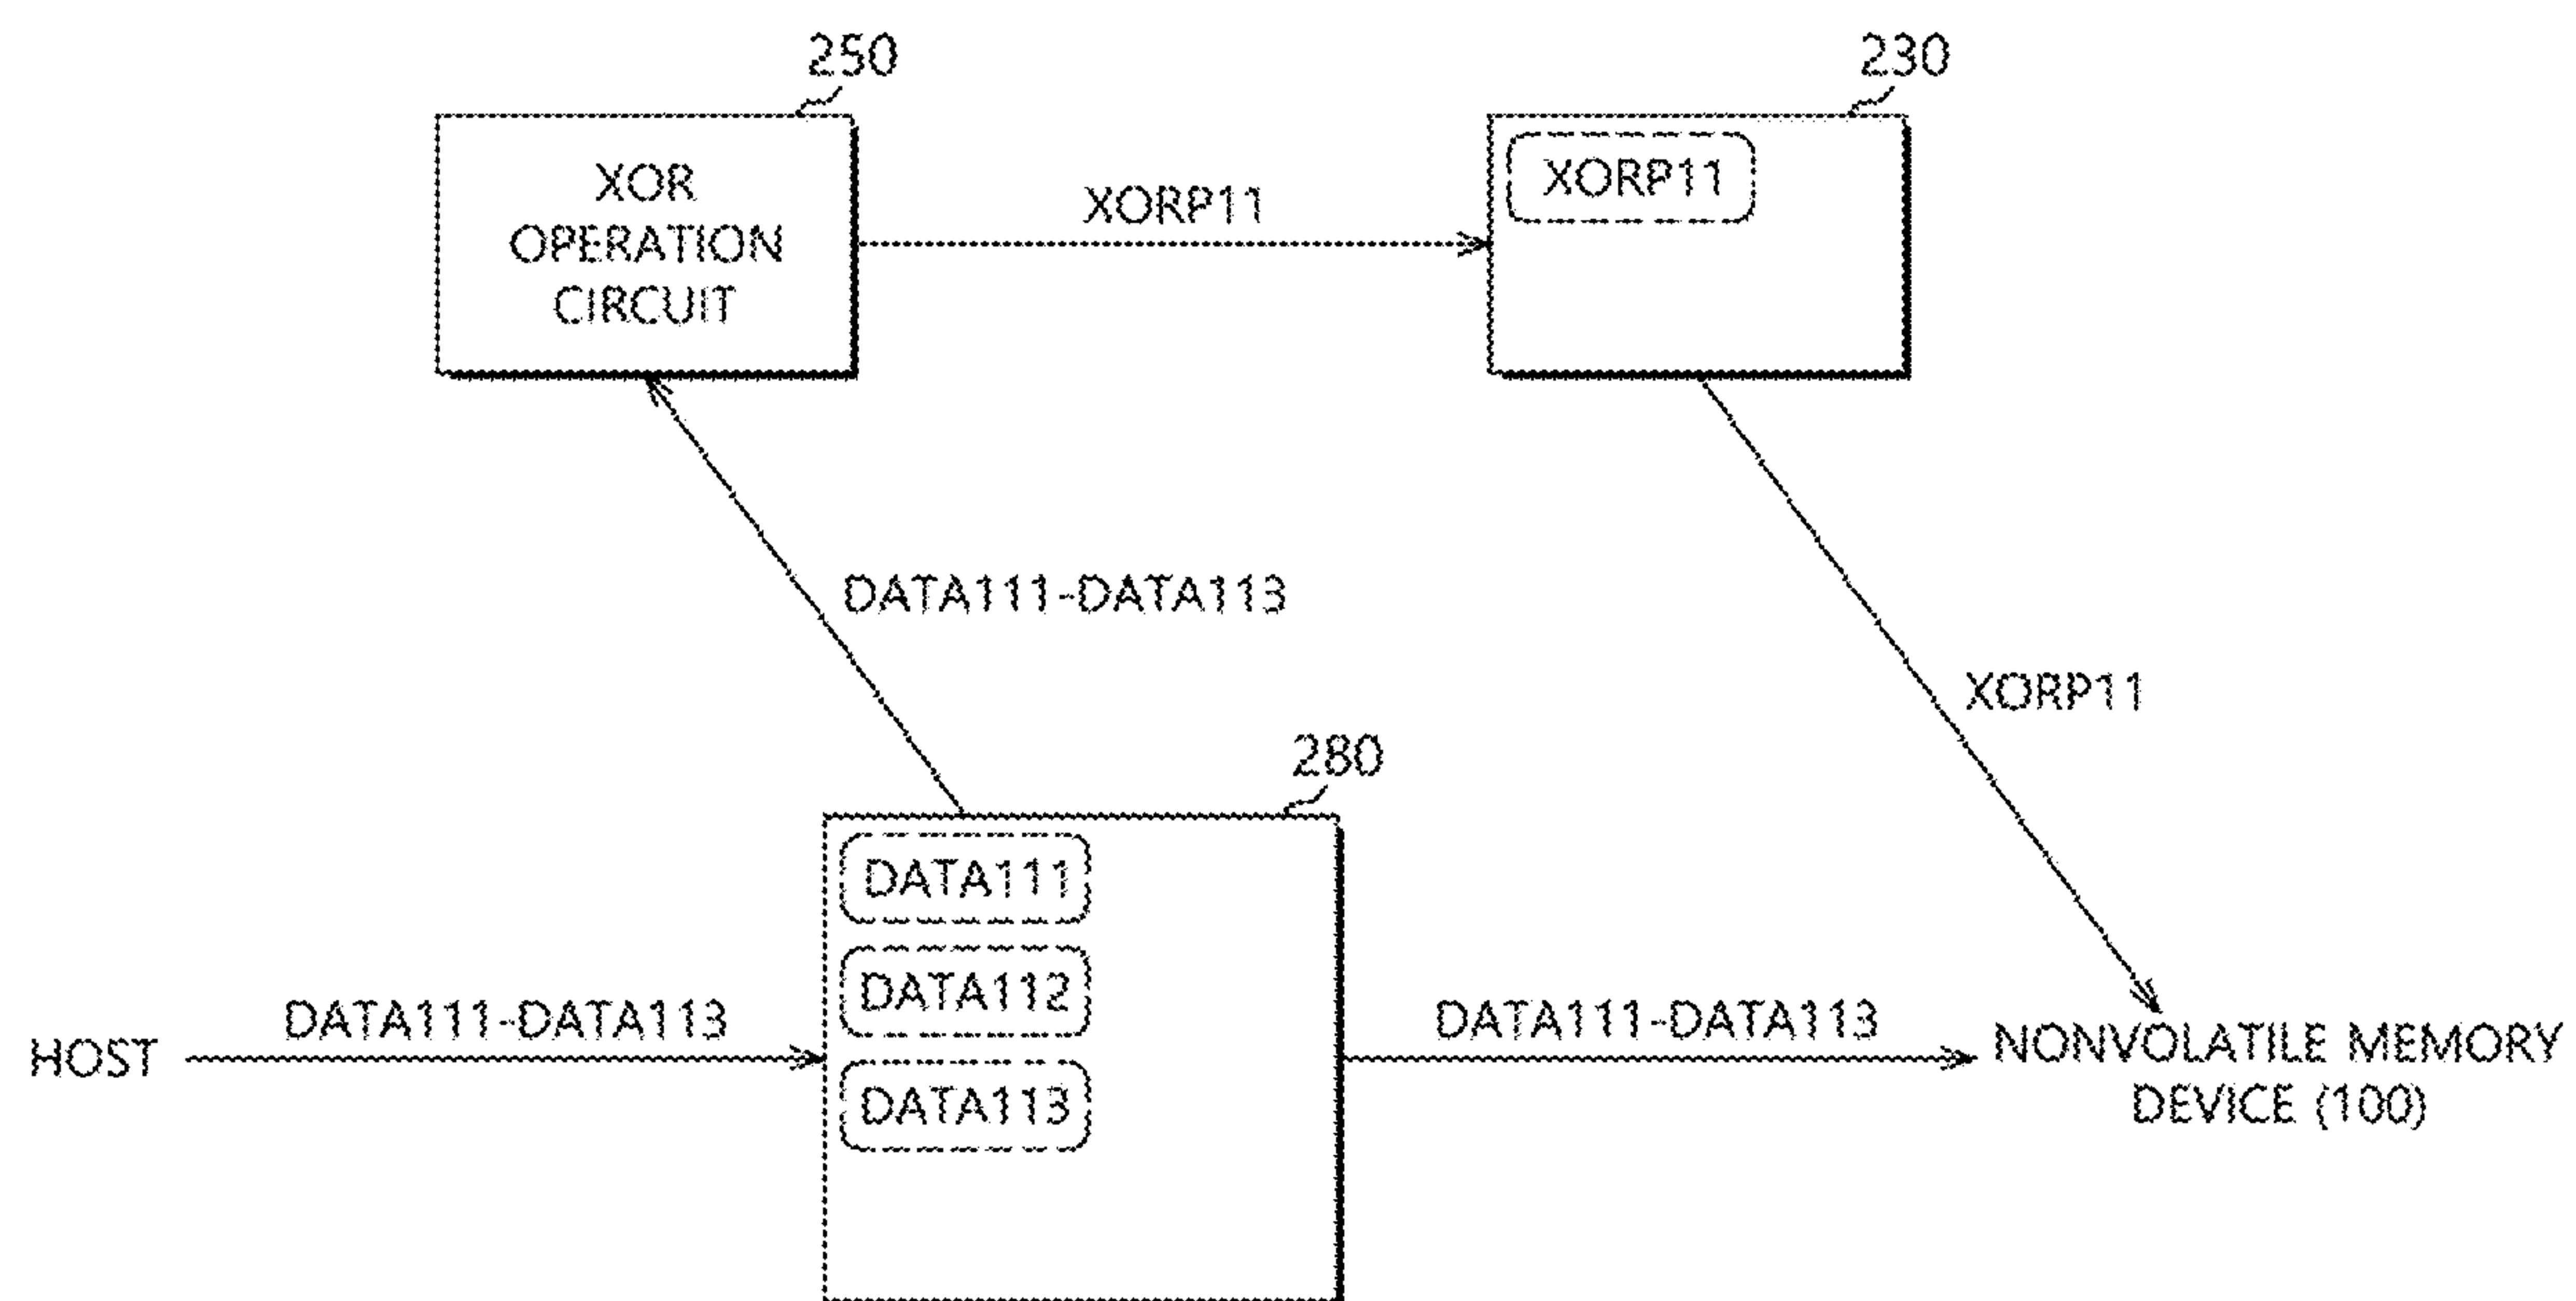 250
230
XOR
OPERATION
CIRCUIT
XORP11
XORP11
DATA111-DATA113
XORP11
280
DATA111
DATA112
DATA113
HOST
DATA111-DATA113
DATA111-DATA113
NONVOLATILE MEMORY
DEVICE (100)